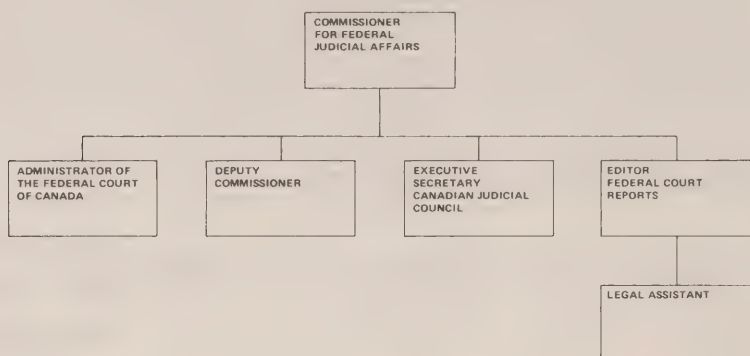 COMMISSIONER
FOR FEDERAL
JUDICIAL AFFAIRS
ADMINISTRATOR OF
THE FEDERAL COURT
OF CANADA
DEPUTY
COMMISSIONER
EXECUTIVE
SECRETARY
CANADIAN JUDICIAL
COUNCIL
EDITOR
FEDERAL COURT
REPORTS
LEGAL ASSISTANT